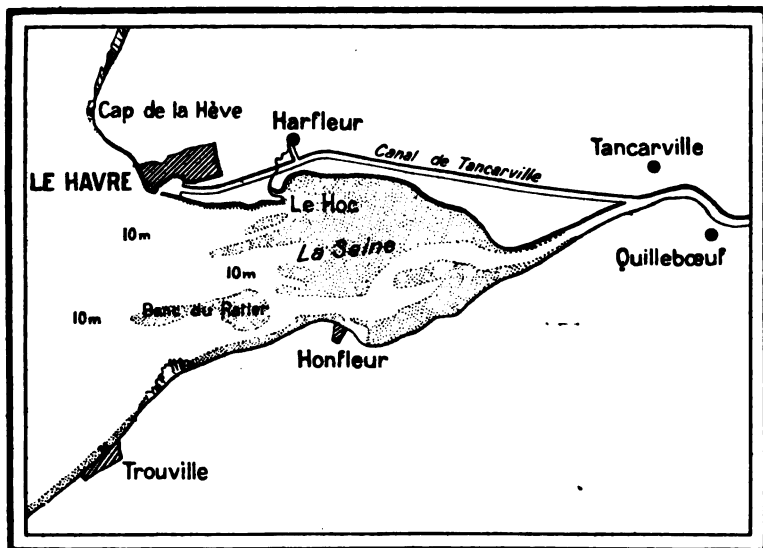 Cap de la Hève
Harfleur
Canal de Tancarville
Tancarville
LE HAVRE
Le Hoc
10m
La Seine
Quillebœuf
10m
Banc du Ratier
10m
Honfleur
Trouville